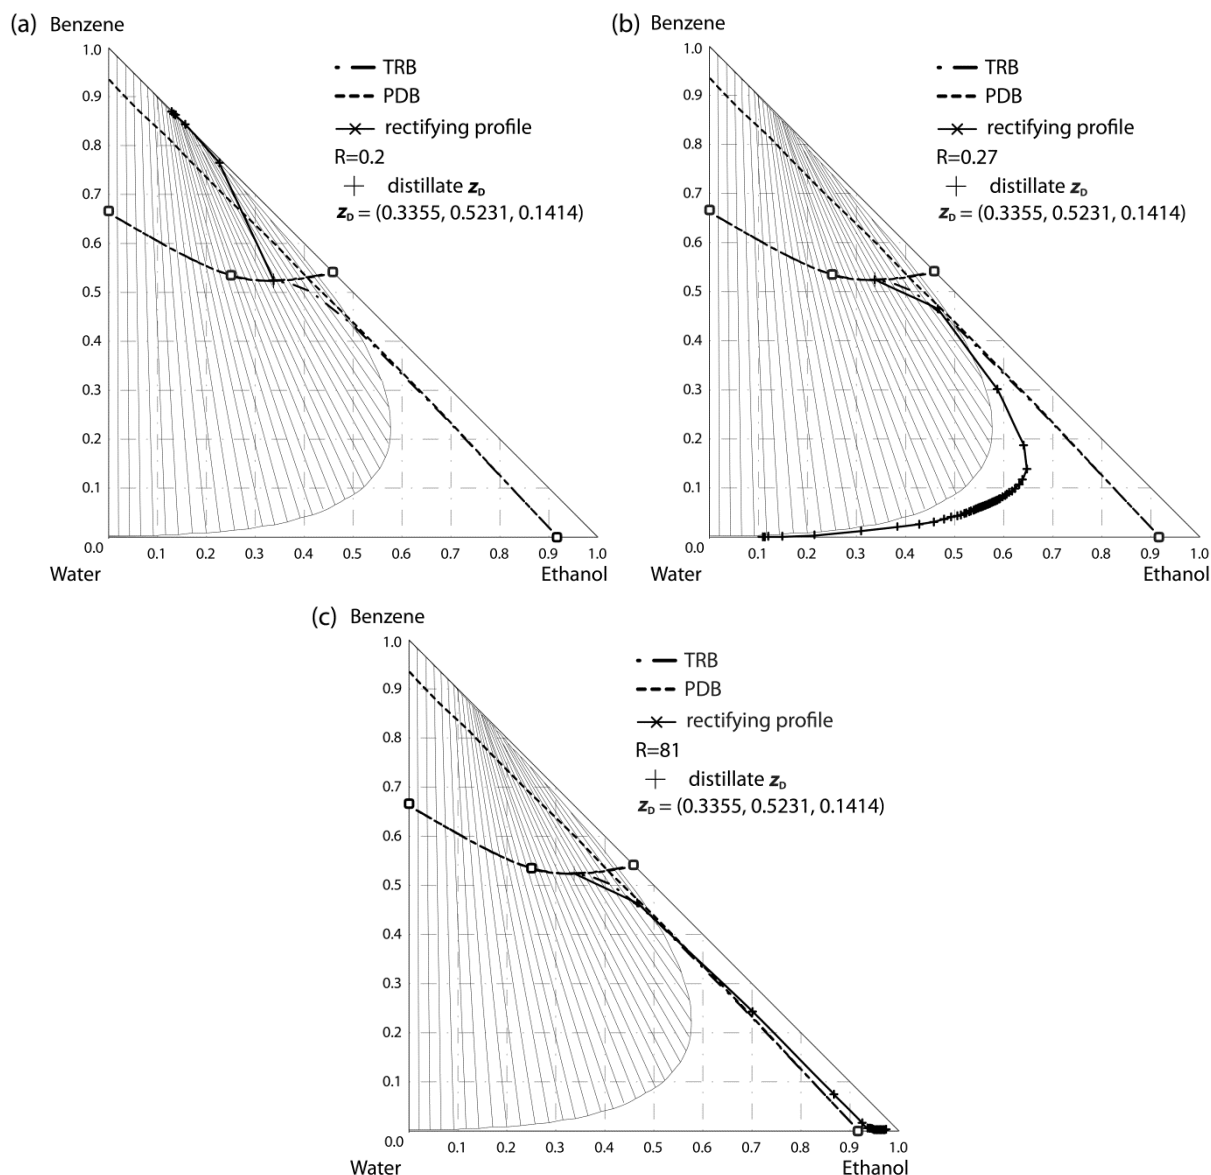 (a) Benzene
1.0
0.9
0.8
0.7
0.6
0.5
0.4
0.3
0.2
0.1
0.0
0.1 0.2 0.3 0.4 0.5 0.6 0.7 0.8 0.9 1.0
Water Ethanol
TRB
PDB
rectifying profile
R=0.2
distillate z_D
z_D = (0.3355, 0.5231, 0.1414)
(b) Benzene
1.0
0.9
0.8
0.7
0.6
0.5
0.4
0.3
0.2
0.1
0.0
0.1 0.2 0.3 0.4 0.5 0.6 0.7 0.8 0.9 1.0
Water Ethanol
TRB
PDB
rectifying profile
R=0.27
distillate z_D
z_D = (0.3355, 0.5231, 0.1414)
(c) Benzene
1.0
0.9
0.8
0.7
0.6
0.5
0.4
0.3
0.2
0.1
0.0
0.1 0.2 0.3 0.4 0.5 0.6 0.7 0.8 0.9 1.0
Water Ethanol
TRB
PDB
rectifying profile
R=81
distillate z_D
z_D = (0.3355, 0.5231, 0.1414)